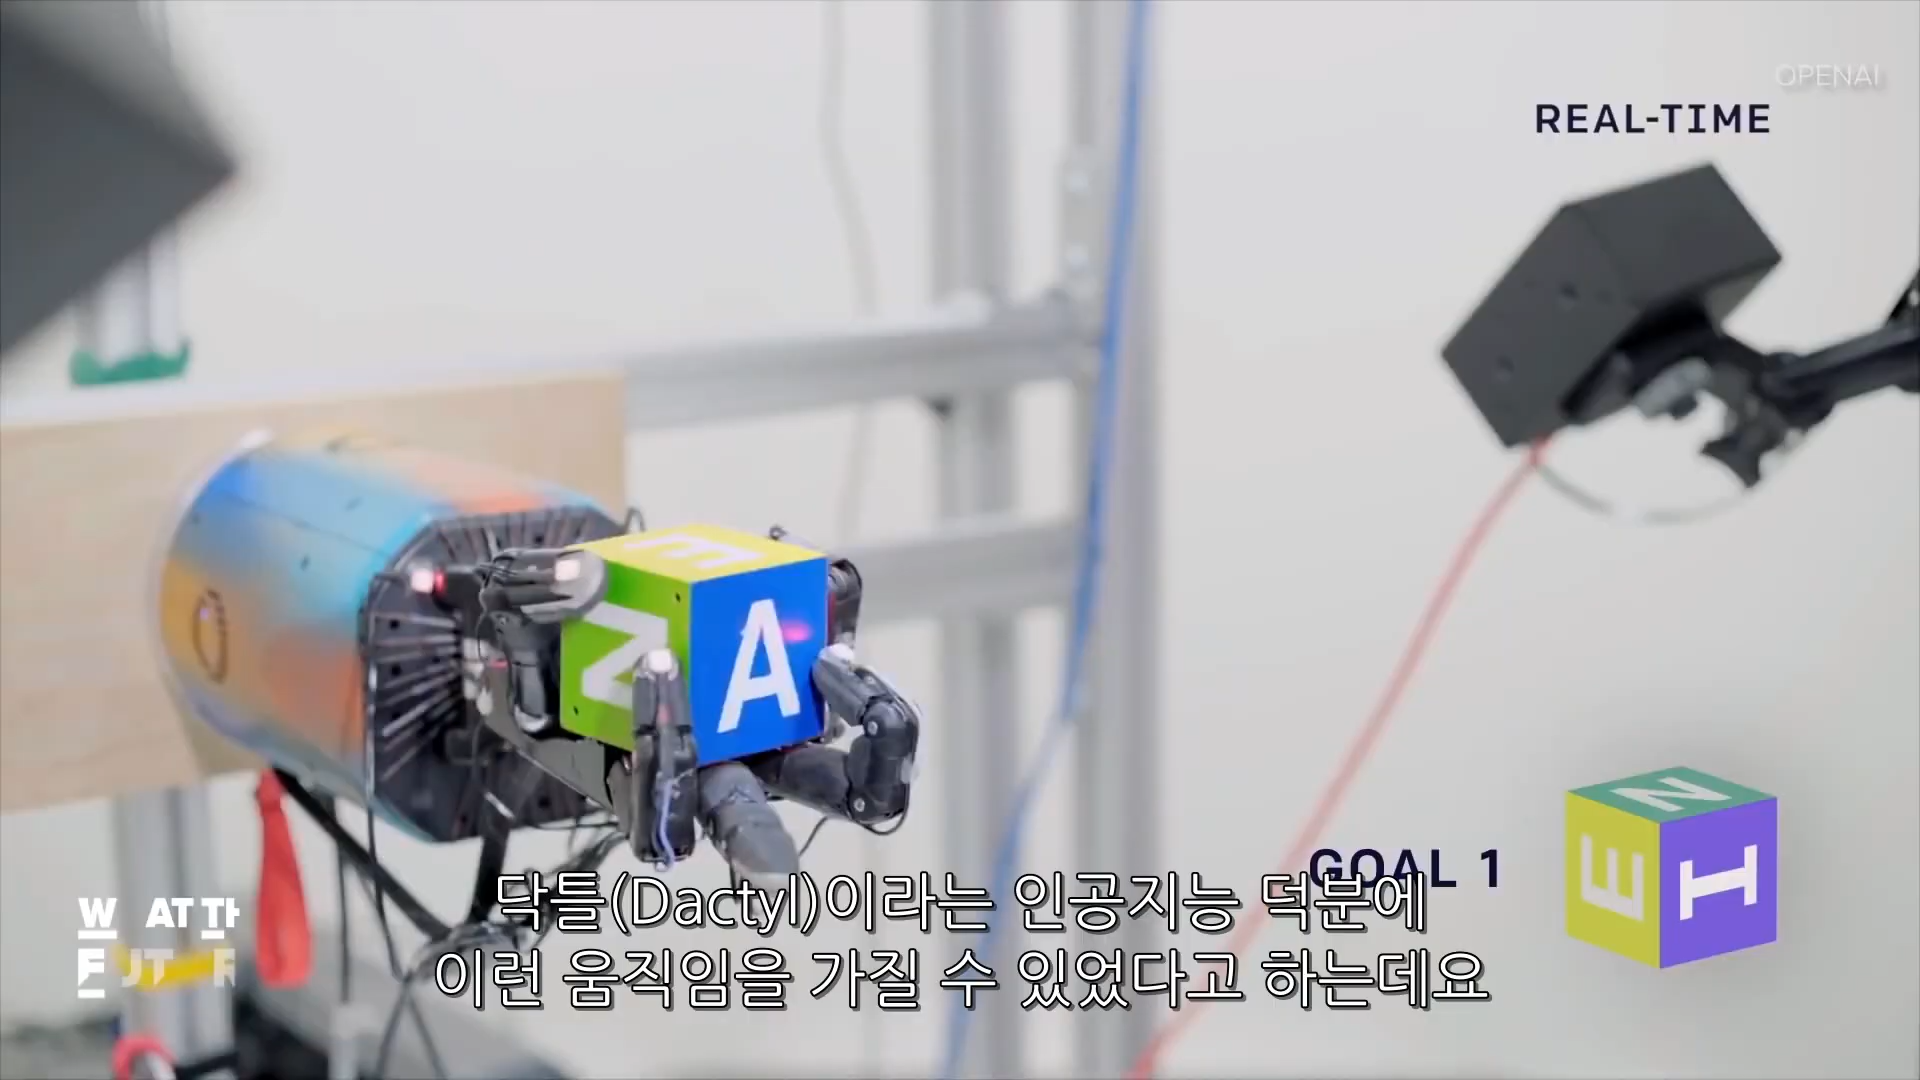 OPENAI
REAL-TIME
E
N
A
GOAL 1
N
E
H
닥틀(Dactyl)이라는 인공지능 덕분에
이런 움직임을 가질 수 있었다고 하는데요